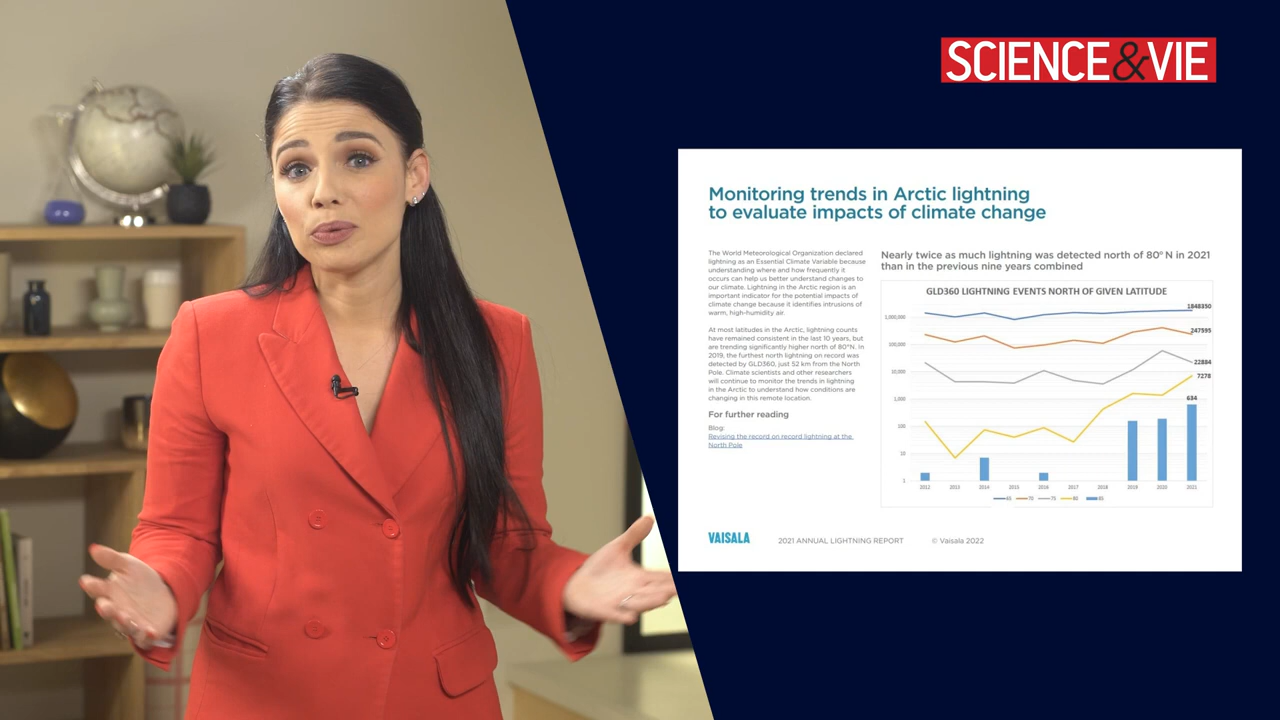 SCIENCE&VIE
Monitoring trends in Arctic lightning
to evaluate impacts of climate change
The World Meteorological Organization declared
lightning as an Essential Climate Variable because
understanding where and how frequently it
occurs can help us better understand changes to
our climate. Lightning in the Arctic region is an
important indicator for the potential impacts of
climate change because it identifies intrusions of
warm, high-humidity air.
At most latitudes in the Arctic, lightning counts
have remained consistent in the last 10 years, but
are trending significantly higher north of 80°N. In
2019, the furthest north lightning on record was
detected by GLD360, just 52 km from the North
Pole. Climate scientists and other researchers
will continue to monitor the trends in lightning
in the Arctic to understand how conditions are
changing in this remote location.
For further reading
Blog:
Revising the record on record lightning at the
North Pole
Nearly twice as much lightning was detected north of 80° N in 2021
than in the previous nine years combined
GLD360 LIGHTNING EVENTS NORTH OF GIVEN LATITUDE
1848350
1,000,000
247595
100,000
22884
10,000
7278
1,000
634
100
10
1
2012 2013 2014 2015 2016 2017 2018 2019 2020 2021
65 70 75 80 85
VAISALA 2021 ANNUAL LIGHTNING REPORT © Vaisala 2022